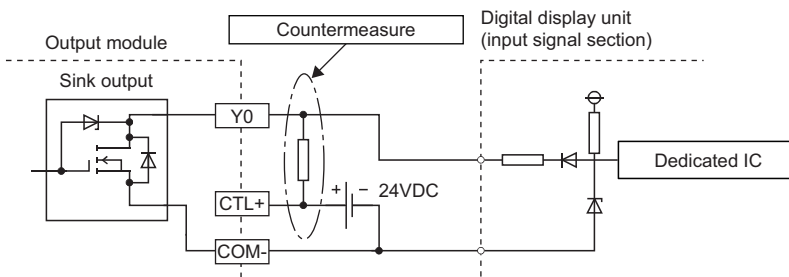 Countermeasure
Digital display unit
(input signal section)
Output module
Sink output
Y0
Dedicated IC
+ − 24VDC
CTL+
COM-